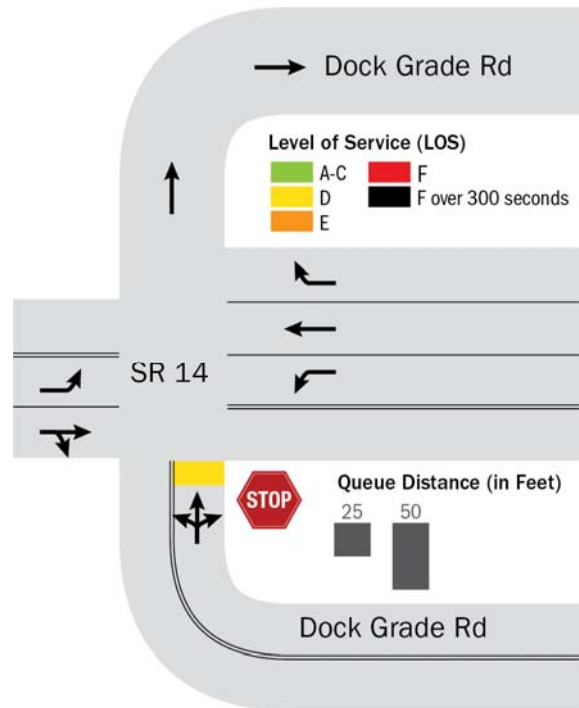 Dock Grade Rd
Level of Service (LOS)
A-C
F
D
F over 300 seconds
E
SR 14
STOP
Queue Distance (in Feet)
25
50
Dock Grade Rd